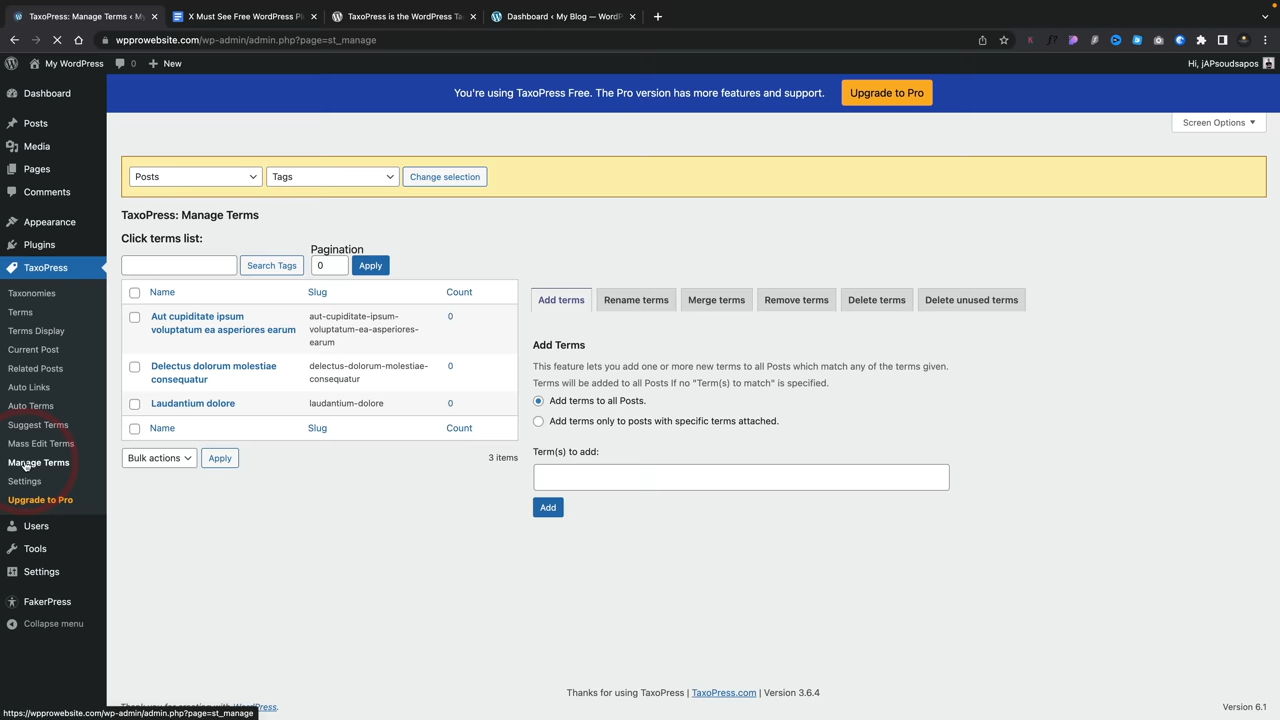 TaxoPress: Manage Terms ‹ My
X Must See Free WordPress Pl
TaxoPress is the WordPress Ta
Dashboard ‹ My Blog — WordP
wpprowebsite.com/wp-admin/admin.php?page=st_manage
My WordPress
0
New
Hi, jAPsoudsapos
Dashboard
Posts
Media
Pages
Comments
Appearance
Plugins
TaxoPress
Taxonomies
Terms
Terms Display
Current Post
Related Posts
Auto Links
Auto Terms
Suggest Terms
Mass Edit Terms
Manage Terms
Settings
Upgrade to Pro
Users
Tools
Settings
FakerPress
Collapse menu
You're using TaxoPress Free. The Pro version has more features and support.
Upgrade to Pro
Screen Options
Posts
Tags
Change selection
TaxoPress: Manage Terms
Click terms list:
Pagination
Search Tags
0
Apply
Name Slug Count
Aut cupiditate ipsum
voluptatum ea asperiores earum
aut-cupiditate-ipsum-
voluptatum-ea-asperiores-
earum
0
Delectus dolorum molestiae
consequatur
delectus-dolorum-molestiae-
consequatur
0
Laudantium dolore
laudantium-dolore
0
Name Slug Count
Bulk actions
Apply
3 items
Add terms
Rename terms
Merge terms
Remove terms
Delete terms
Delete unused terms
Add Terms
This feature lets you add one or more new terms to all Posts which match any of the terms given.
Terms will be added to all Posts If no "Term(s) to match" is specified.
Add terms to all Posts.
Add terms only to posts with specific terms attached.
Term(s) to add:
Add
Thanks for using TaxoPress | TaxoPress.com | Version 3.6.4
WordPress.
Version 6.1
https://wpprowebsite.com/wp-admin/admin.php?page=st_manage